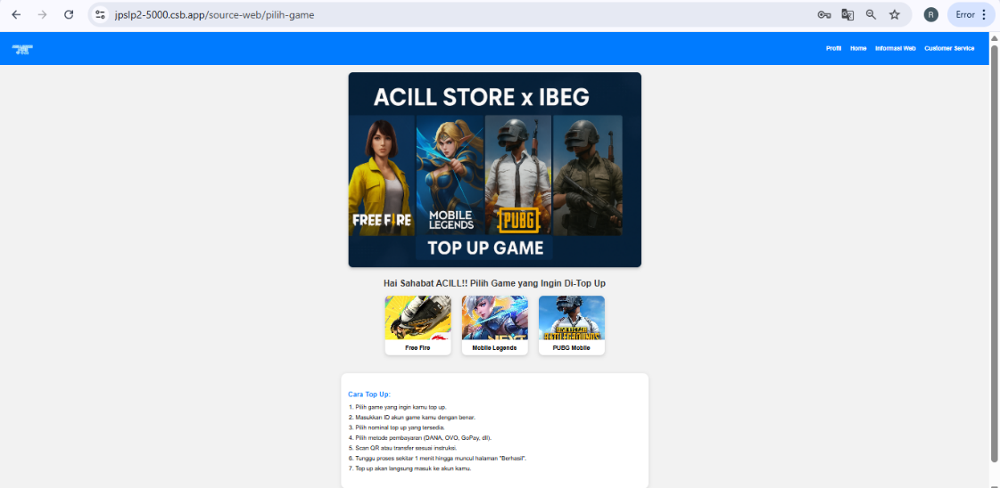 jpslp2-5000.csb.app/source-web/pilih-game
R
Error
Profil Home Informasi Web Customer Service
ACILL STORE x IBEG
FREE FIRE
MOBILE
LEGENDS
PUBG
TOP UP GAME
Hai Sahabat ACILL!! Pilih Game yang Ingin Di-Top Up
Free Fire
Mobile Legends
PUBG Mobile
Cara Top Up:
1. Pilih game yang ingin kamu top up.
2. Masukkan ID akun game kamu dengan benar.
3. Pilih nominal top up yang tersedia.
4. Pilih metode pembayaran (DANA, OVO, GoPay, dll).
5. Scan QR atau transfer sesuai instruksi.
6. Tunggu proses sekitar 1 menit hingga muncul halaman "Berhasil".
7. Top up akan langsung masuk ke akun kamu.